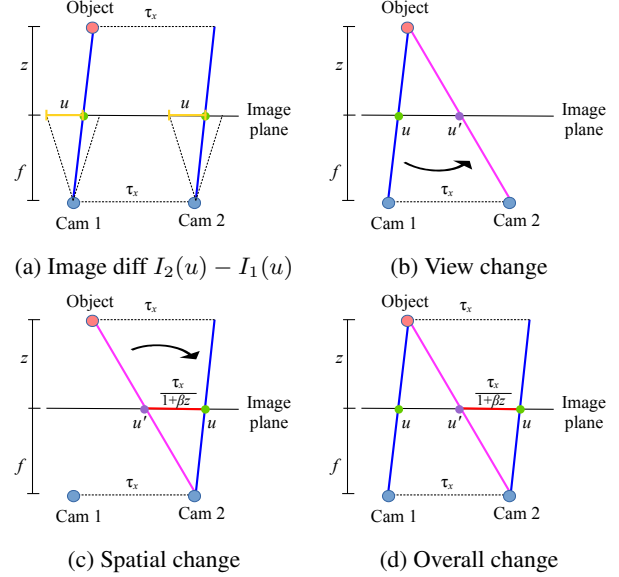 Object
τx
z
u
u
Image
plane
f
τx
Cam 1
Cam 2
(a) Image diff I2(u) − I1(u)
Object
z
u
u'
Image
plane
f
τx
Cam 1
Cam 2
(b) View change
Object
τx
z
τx
1+βz
u'
u
Image
plane
f
τx
Cam 1
Cam 2
(c) Spatial change
Object
τx
z
τx
1+βz
u
u'
u
Image
plane
f
τx
Cam 1
Cam 2
(d) Overall change